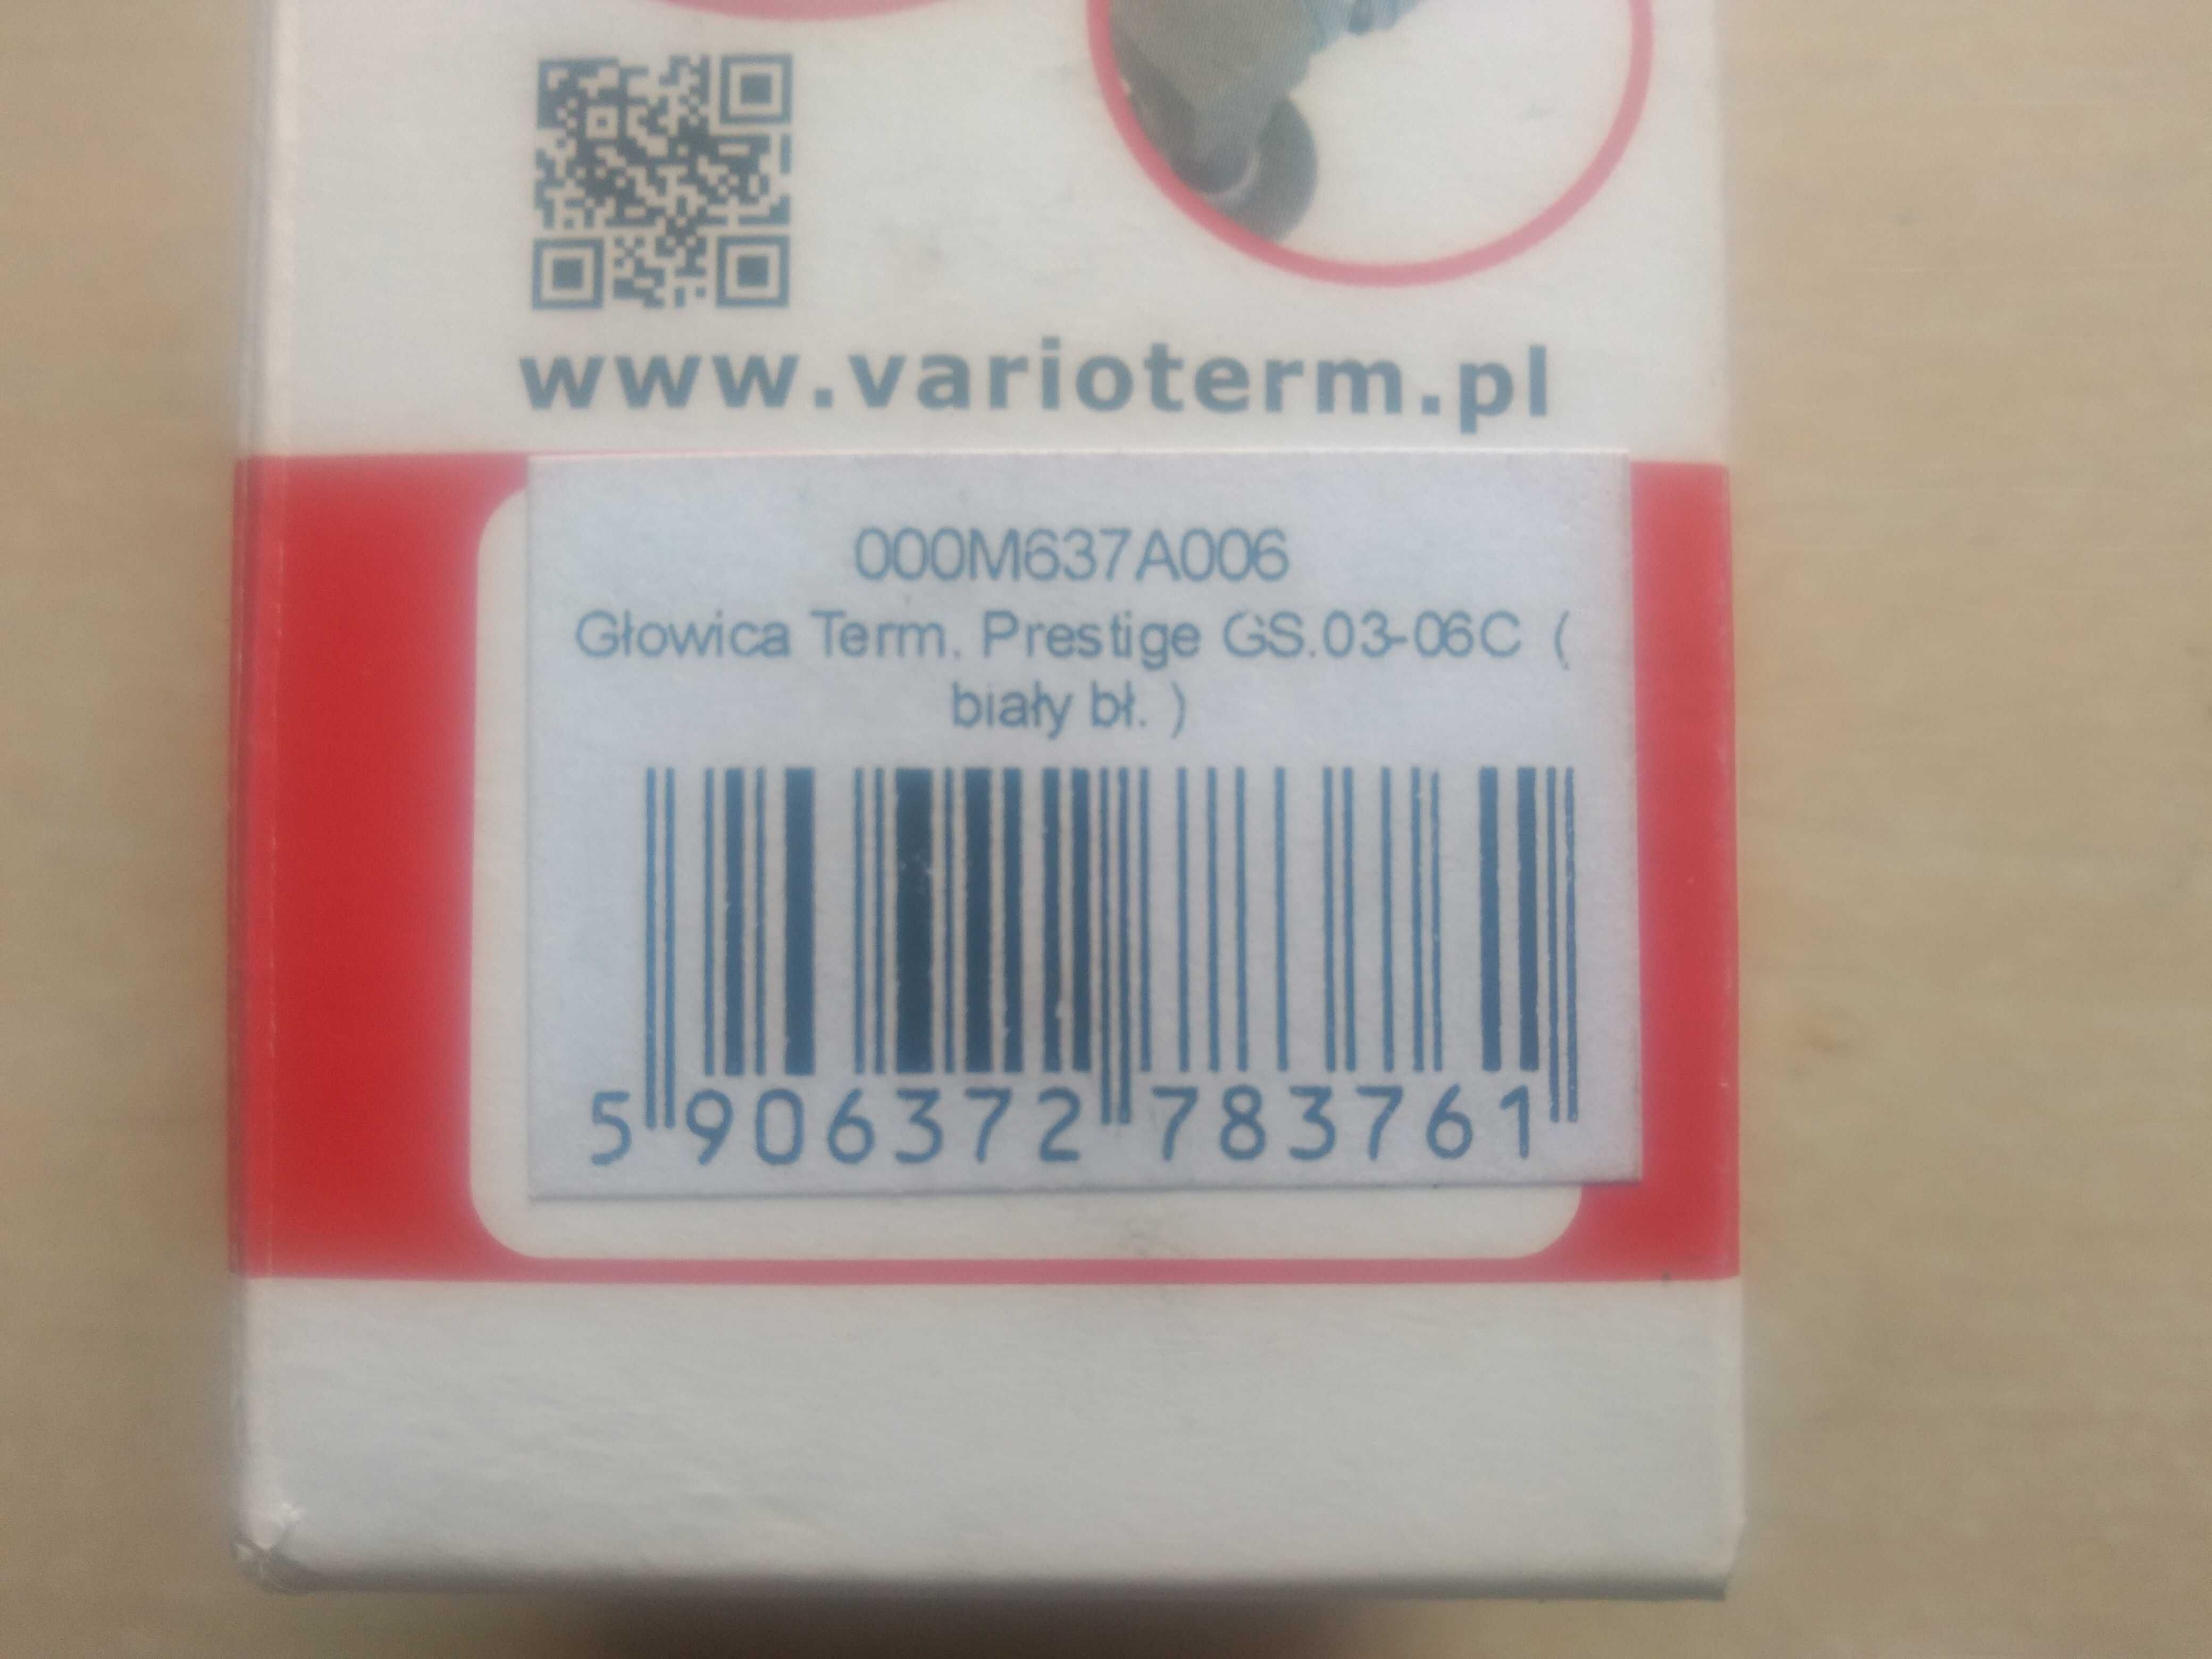 www.varioterm.pl
000M637A006
Głowica Term. Prestige GS.03-06C (
biały bł. )
5 906372 783761